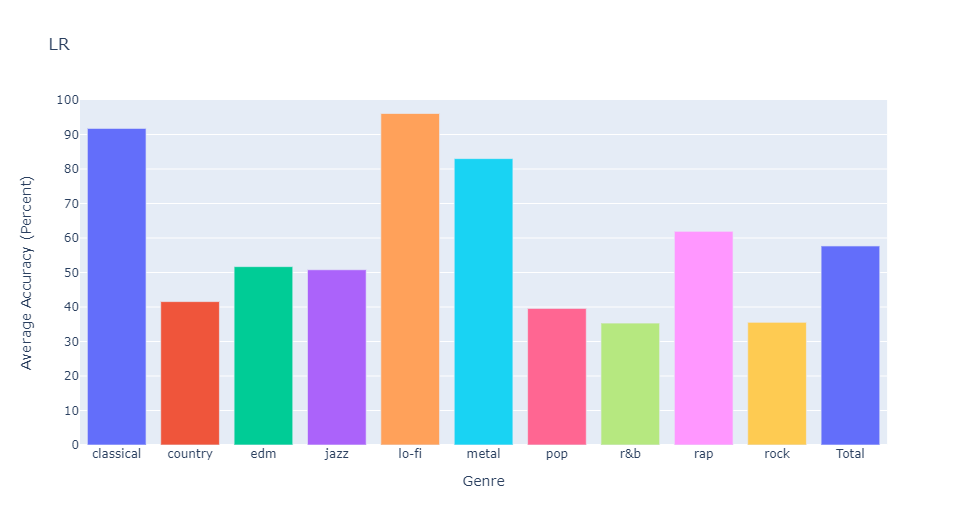 LR
Average Accuracy (Percent)
100
90
80
70
60
50
40
30
20
10
0
classical country edm jazz lo-fi metal pop r&b rap rock Total
Genre